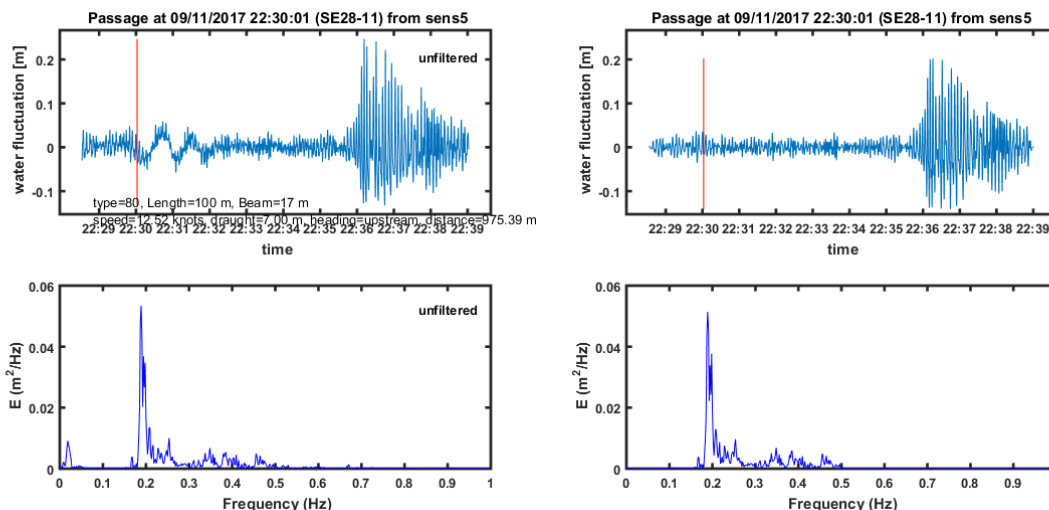 Passage at 09/11/2017 22:30:01 (SE28-11) from sens5
unfiltered
water fluctuation [m]
0.2
0.1
0
-0.1
type=80, Length=100 m, Beam=17 m
speed=12.52 knots, draught=7.00 m, heading=upstream, distance=975.39 m
22:29 22:30 22:31 22:32 22:33 22:34 22:35 22:36 22:37 22:38 22:39
time
Passage at 09/11/2017 22:30:01 (SE28-11) from sens5
water fluctuation [m]
0.2
0.1
0
-0.1
22:29 22:30 22:31 22:32 22:33 22:34 22:35 22:36 22:37 22:38 22:39
time
unfiltered
E (m²/Hz)
0.06
0.04
0.02
0
0 0.1 0.2 0.3 0.4 0.5 0.6 0.7 0.8 0.9 1
Frequency (Hz)
E (m²/Hz)
0.06
0.04
0.02
0
0 0.1 0.2 0.3 0.4 0.5 0.6 0.7 0.8 0.9
Frequency (Hz)